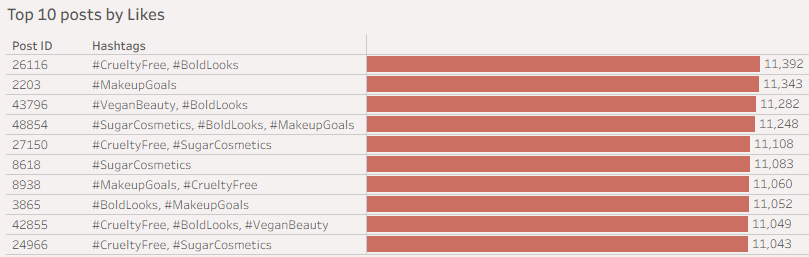 Top 10 posts by Likes
Post ID Hashtags
26116 #CrueltyFree, #BoldLooks 11,392
2203 #MakeupGoals 11,343
43796 #VeganBeauty, #BoldLooks 11,282
48854 #SugarCosmetics, #BoldLooks, #MakeupGoals 11,248
27150 #CrueltyFree, #SugarCosmetics 11,108
8618 #SugarCosmetics 11,083
8938 #MakeupGoals, #CrueltyFree 11,060
3865 #BoldLooks, #MakeupGoals 11,052
42855 #CrueltyFree, #BoldLooks, #VeganBeauty 11,049
24966 #CrueltyFree, #SugarCosmetics 11,043